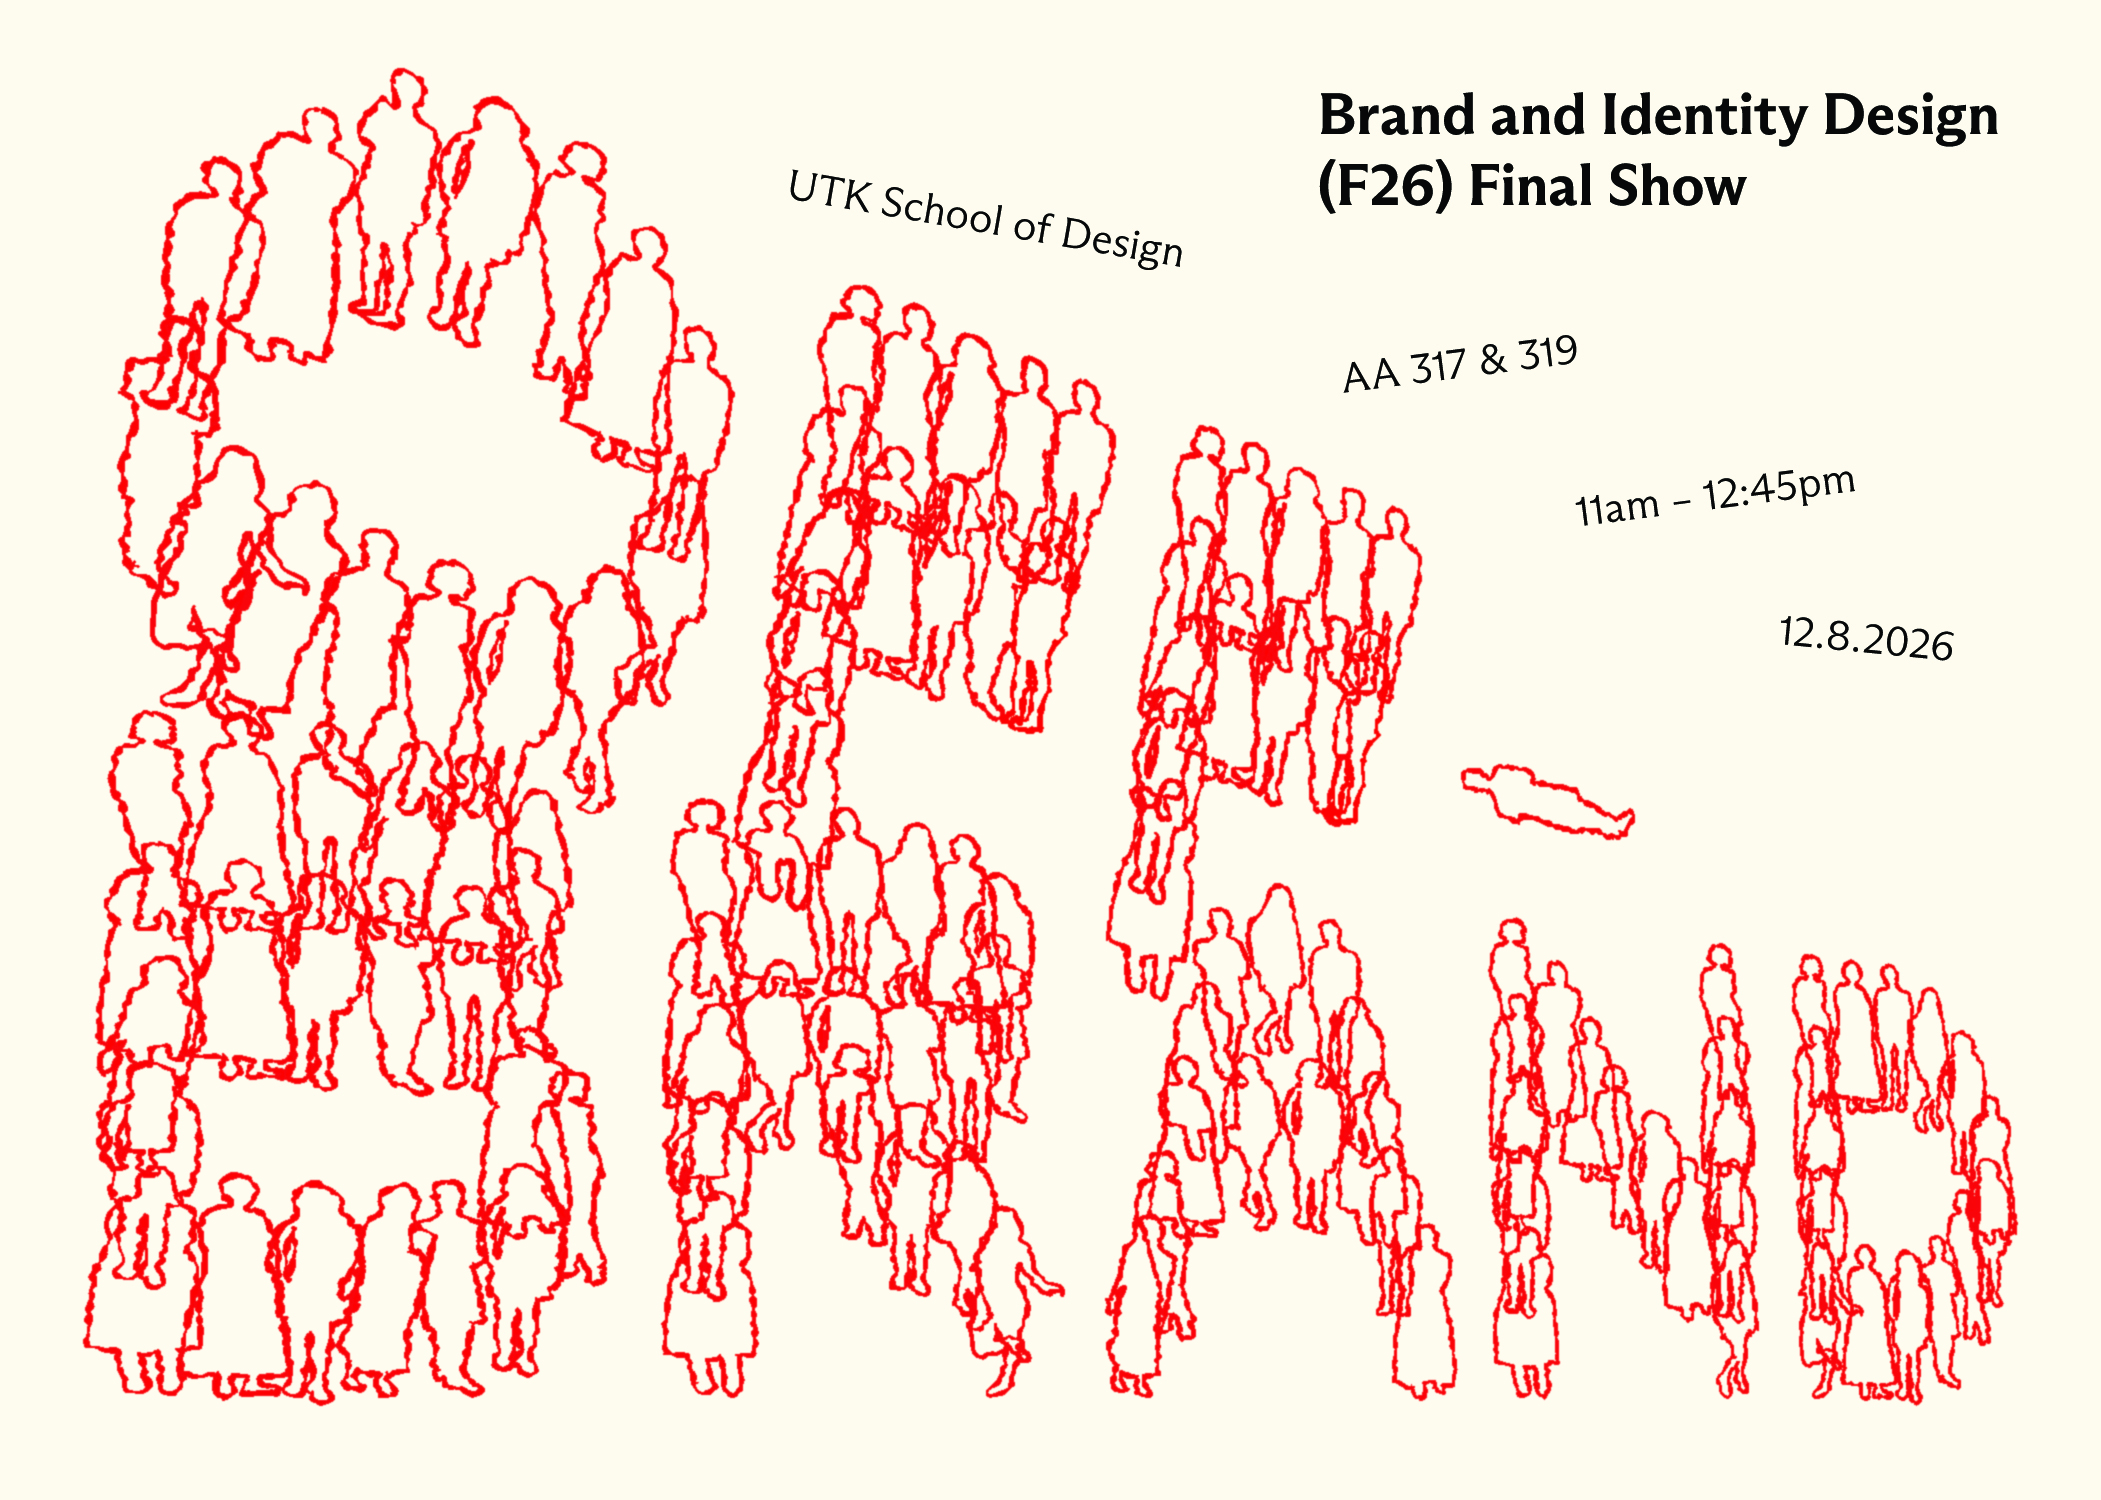 Brand and Identity Design
(F26) Final Show
UTK School of Design
AA 317 & 319
11am – 12:45pm
12.8.2026
OFF-
BRAND